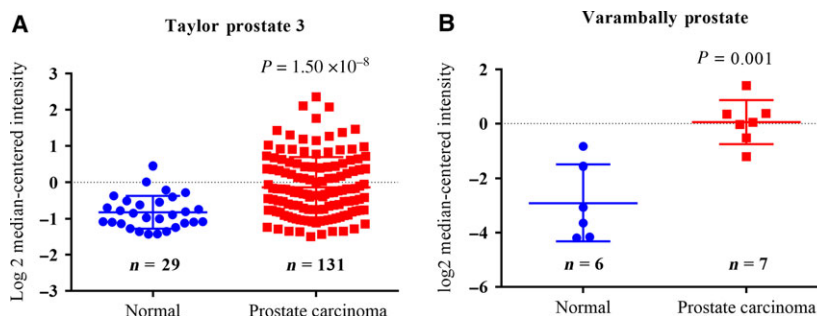 A
Taylor prostate 3
P = 1.50 ×10⁻⁸
Log 2 median-centered intensity
3
2
1
0
−1
−2
−3
n = 29
n = 131
Normal
Prostate carcinoma
B
Varambally prostate
P = 0.001
log2 median-centered intensity
2
0
−2
−4
−6
n = 6
n = 7
Normal
Prostate carcinoma